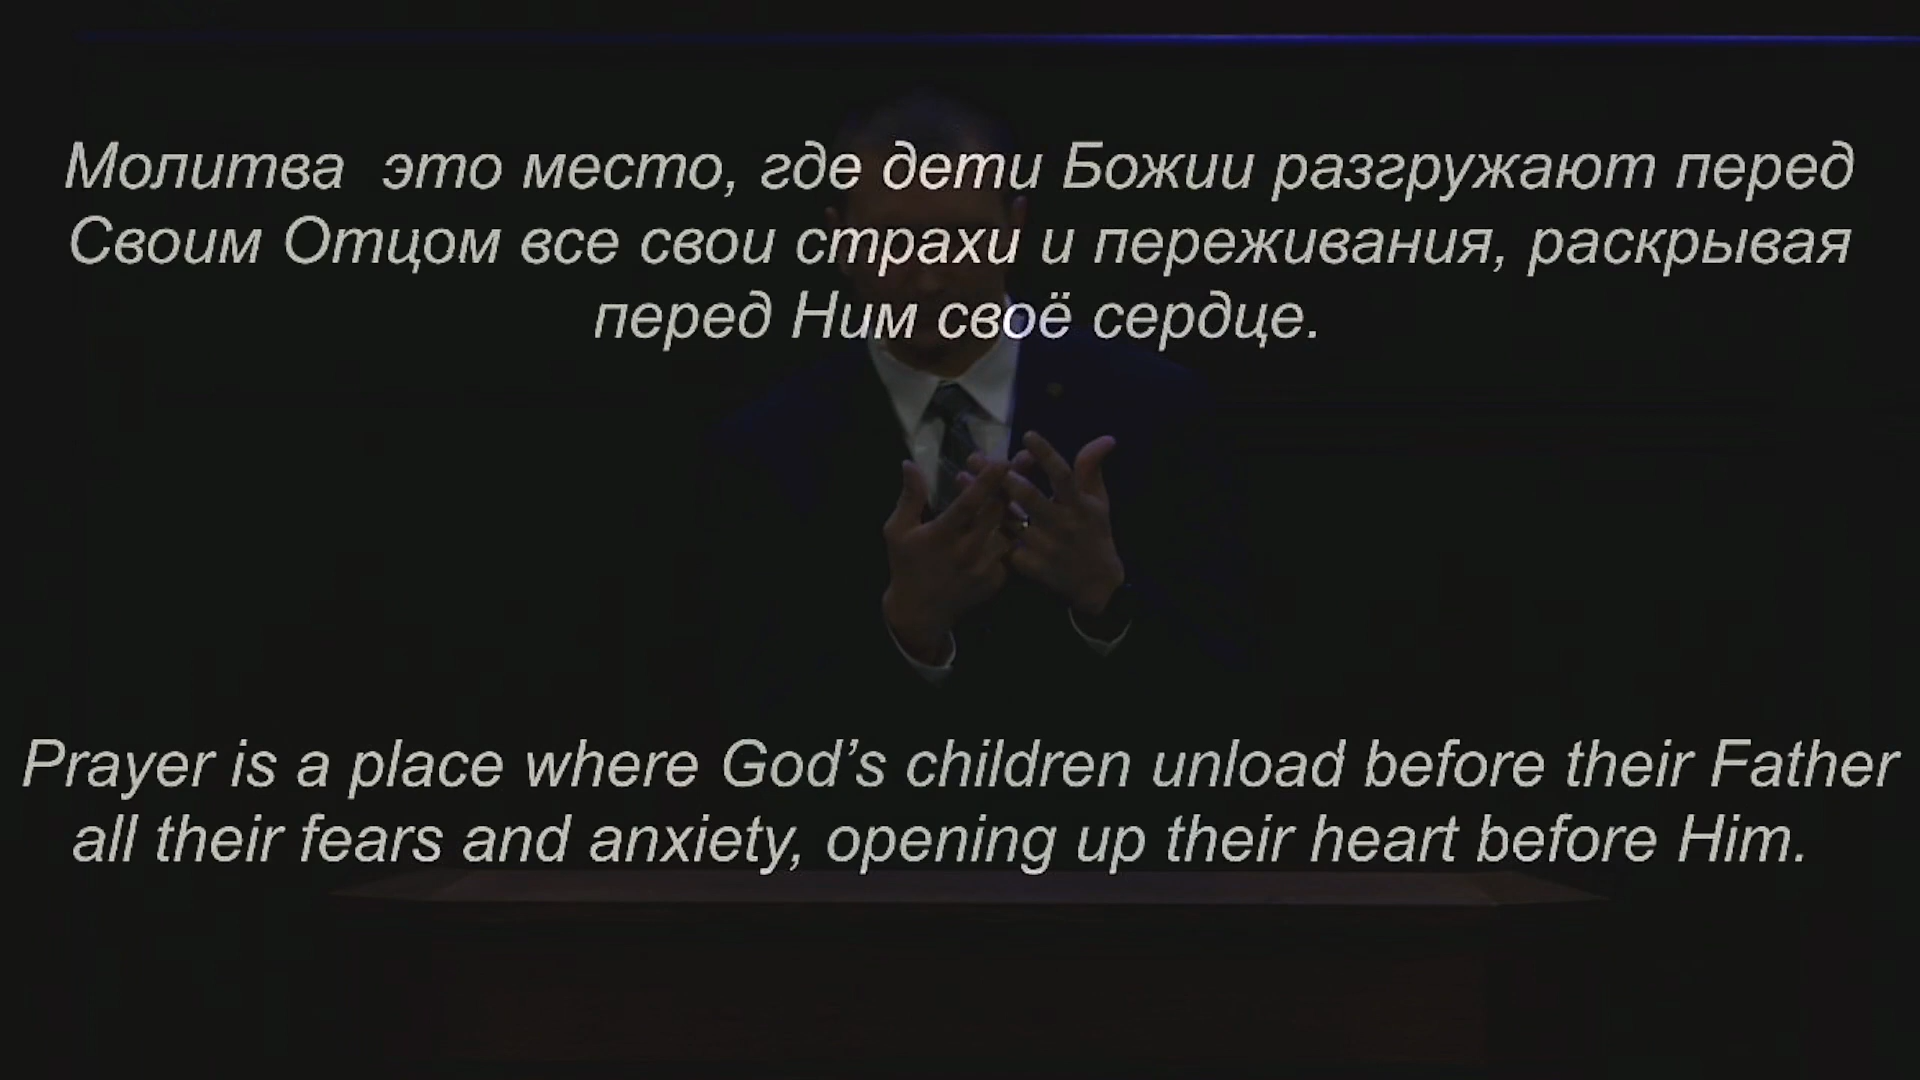 Молитва  это место, где дети Божии разгружают перед
Своим Отцом все свои страхи и переживания, раскрывая
перед Ним своё сердце.
Prayer is a place where God’s children unload before their Father
all their fears and anxiety, opening up their heart before Him.